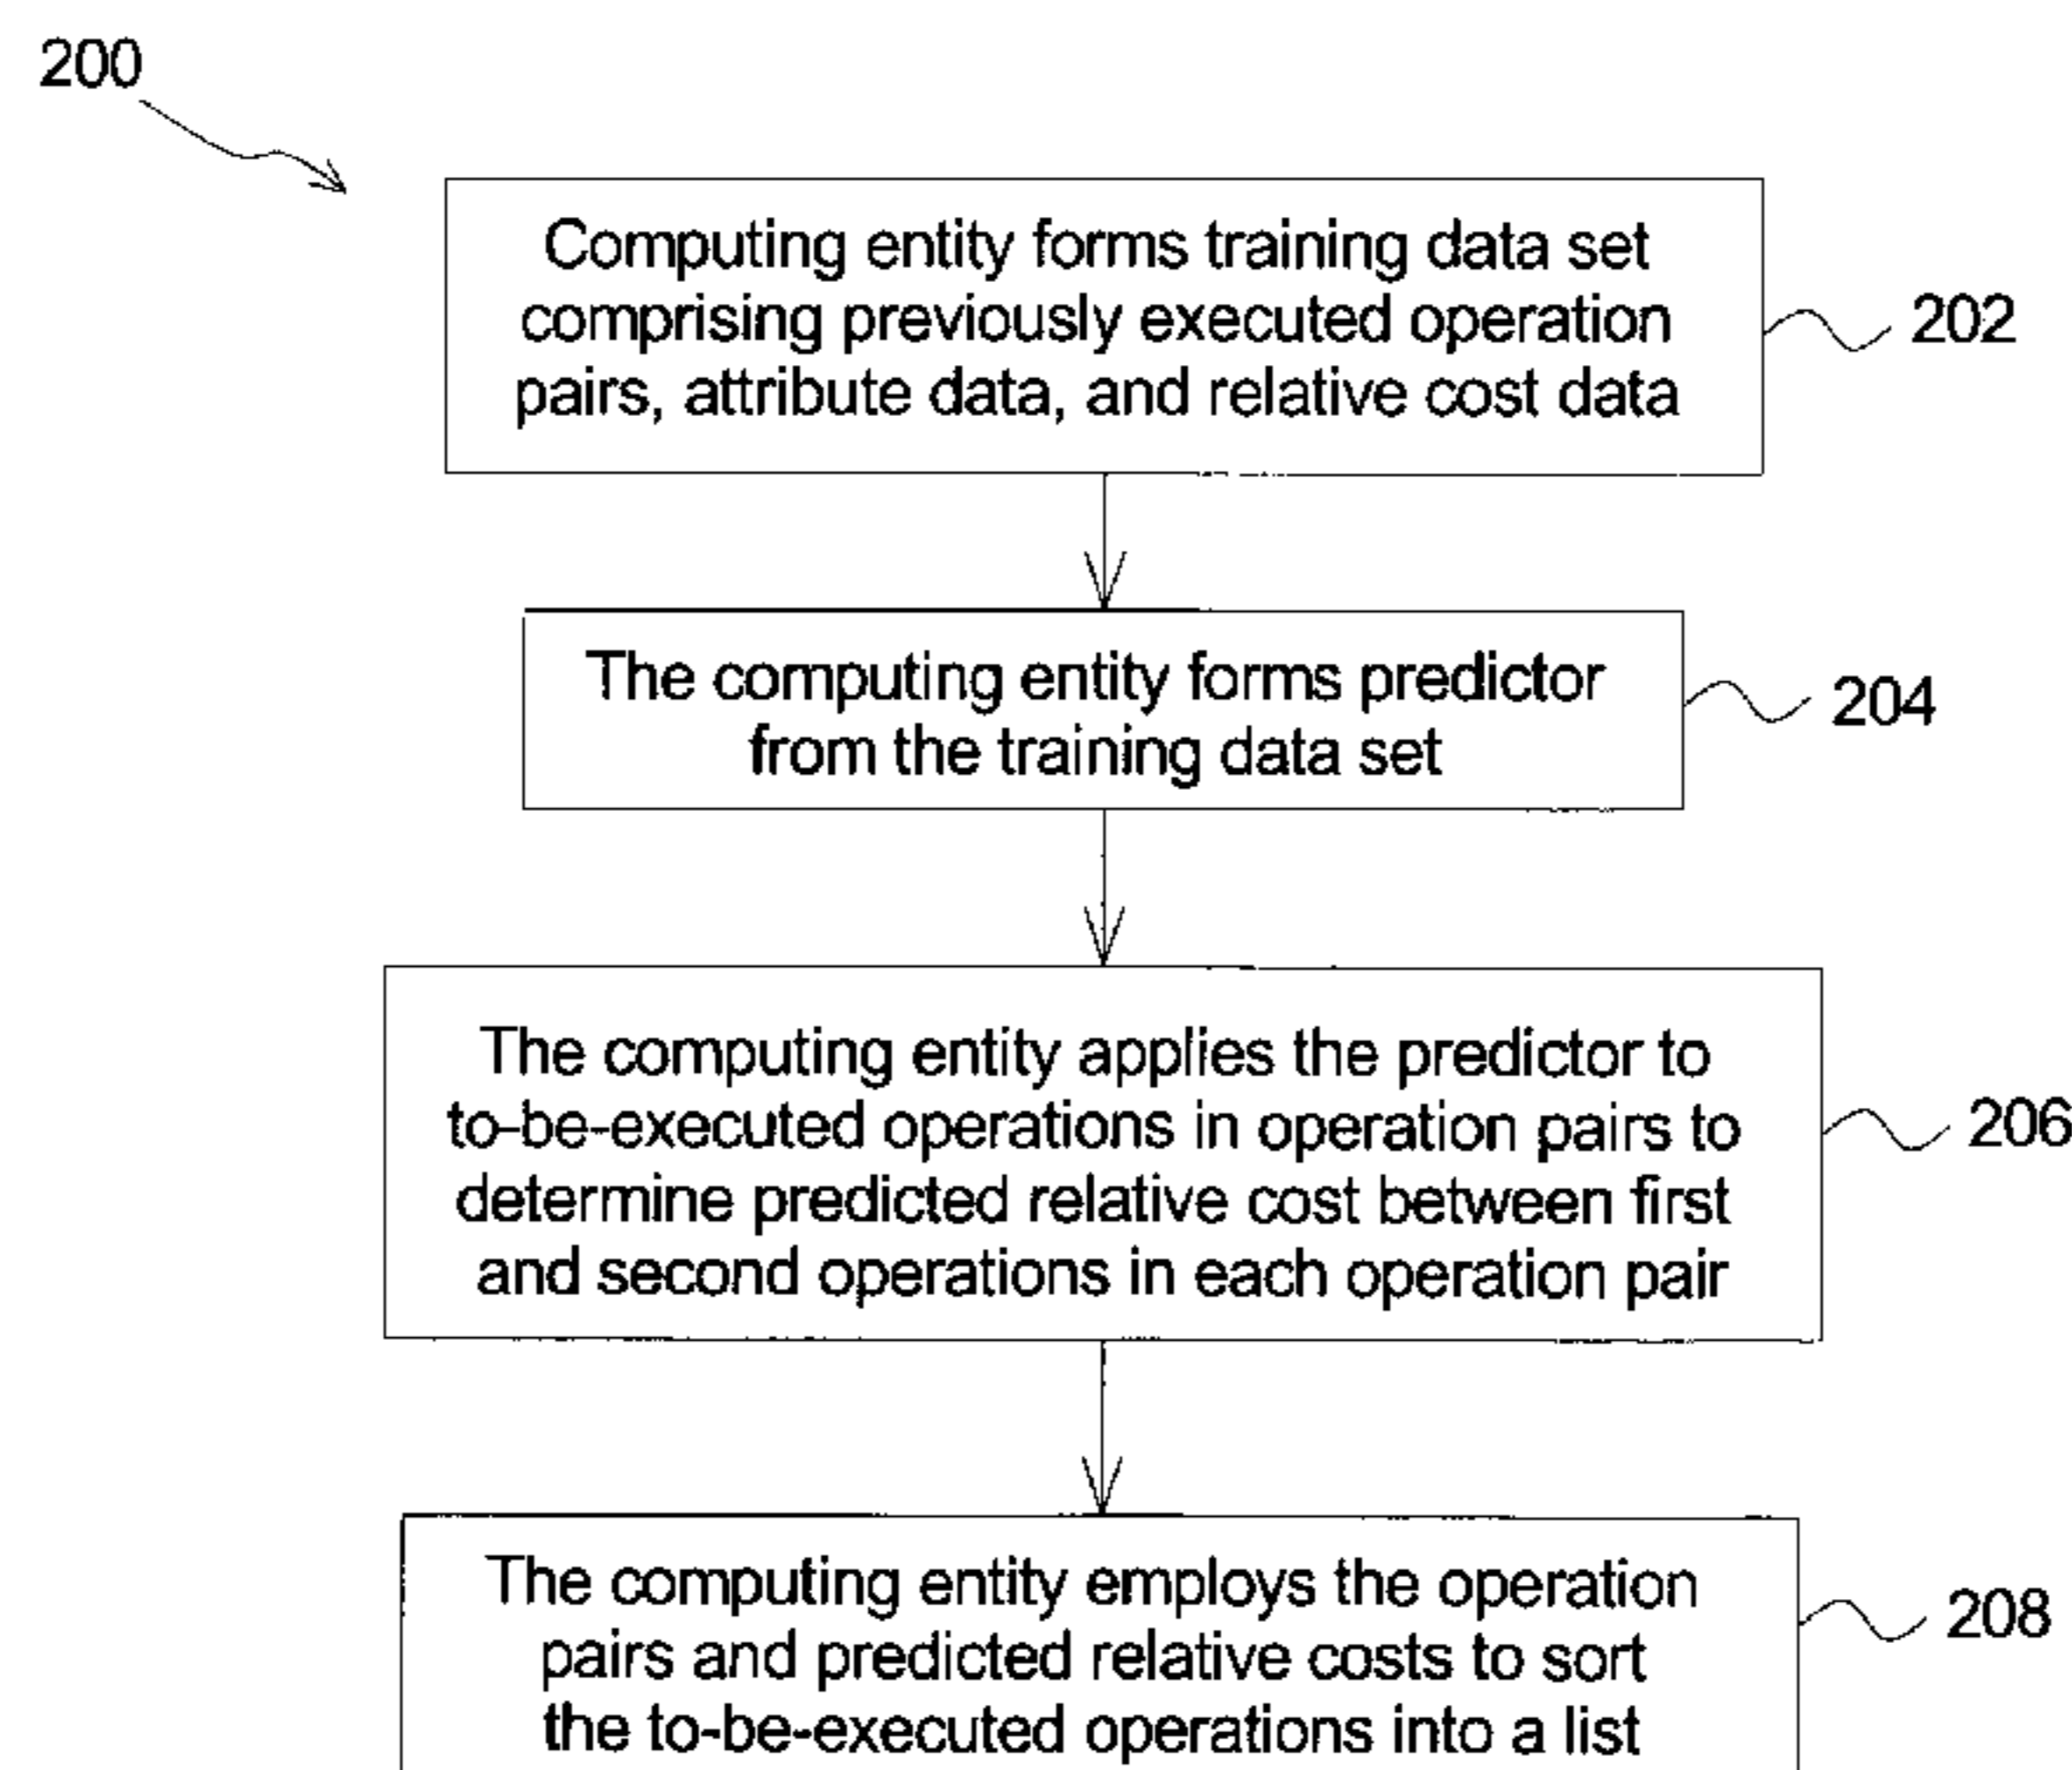 200
Computing entity forms training data set
comprising previously executed operation
pairs, attribute data, and relative cost data
202
The computing entity forms predictor
from the training data set
204
The computing entity applies the predictor to
to-be-executed operations in operation pairs to
determine predicted relative cost between first
and second operations in each operation pair
206
The computing entity employs the operation
pairs and predicted relative costs to sort
the to-be-executed operations into a list
208